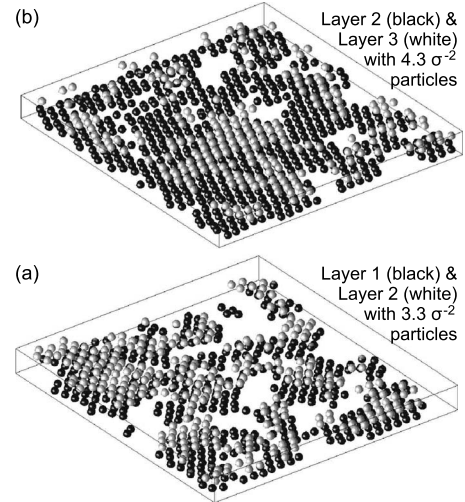 (b)
Layer 2 (black) &
Layer 3 (white)
with 4.3 σ⁻²
particles
(a)
Layer 1 (black) &
Layer 2 (white)
with 3.3 σ⁻²
particles